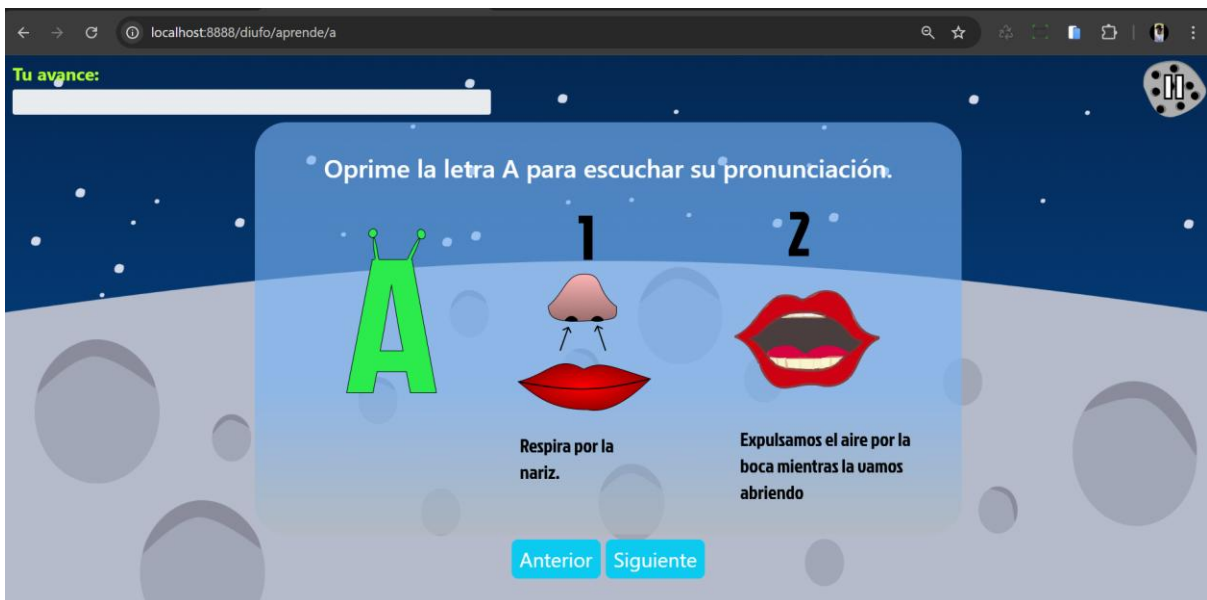 localhost:8888/diufo/aprende/a
Tu avance:
Oprime la letra A para escuchar su pronunciación.
A
1
2
Respira por la
nariz.
Expulsamos el aire por la
boca mientras la vamos
abriendo
Anterior Siguiente